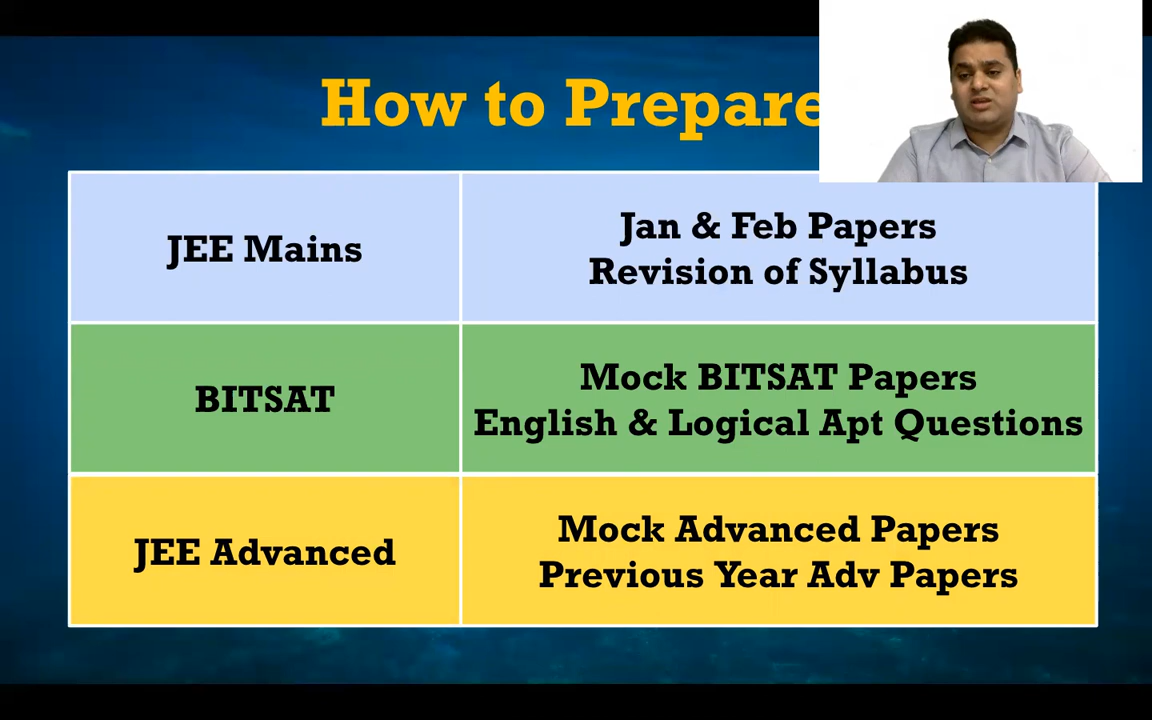 How to Prepare
JEE Mains
Jan & Feb Papers
Revision of Syllabus
BITSAT
Mock BITSAT Papers
English & Logical Apt Questions
JEE Advanced
Mock Advanced Papers
Previous Year Adv Papers